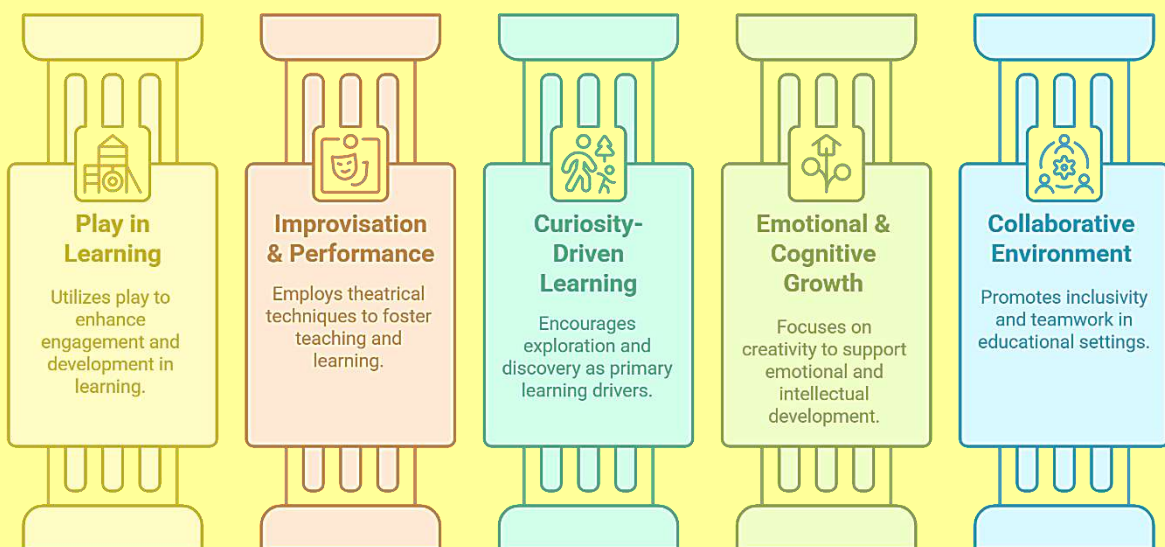 Play in
Learning
Utilizes play to
enhance
engagement and
development in
learning.
Improvisation
& Performance
Employs theatrical
techniques to foster
teaching and
learning.
Curiosity-
Driven
Learning
Encourages
exploration and
discovery as primary
learning drivers.
Emotional &
Cognitive
Growth
Focuses on
creativity to support
emotional and
intellectual
development.
Collaborative
Environment
Promotes inclusivity
and teamwork in
educational settings.